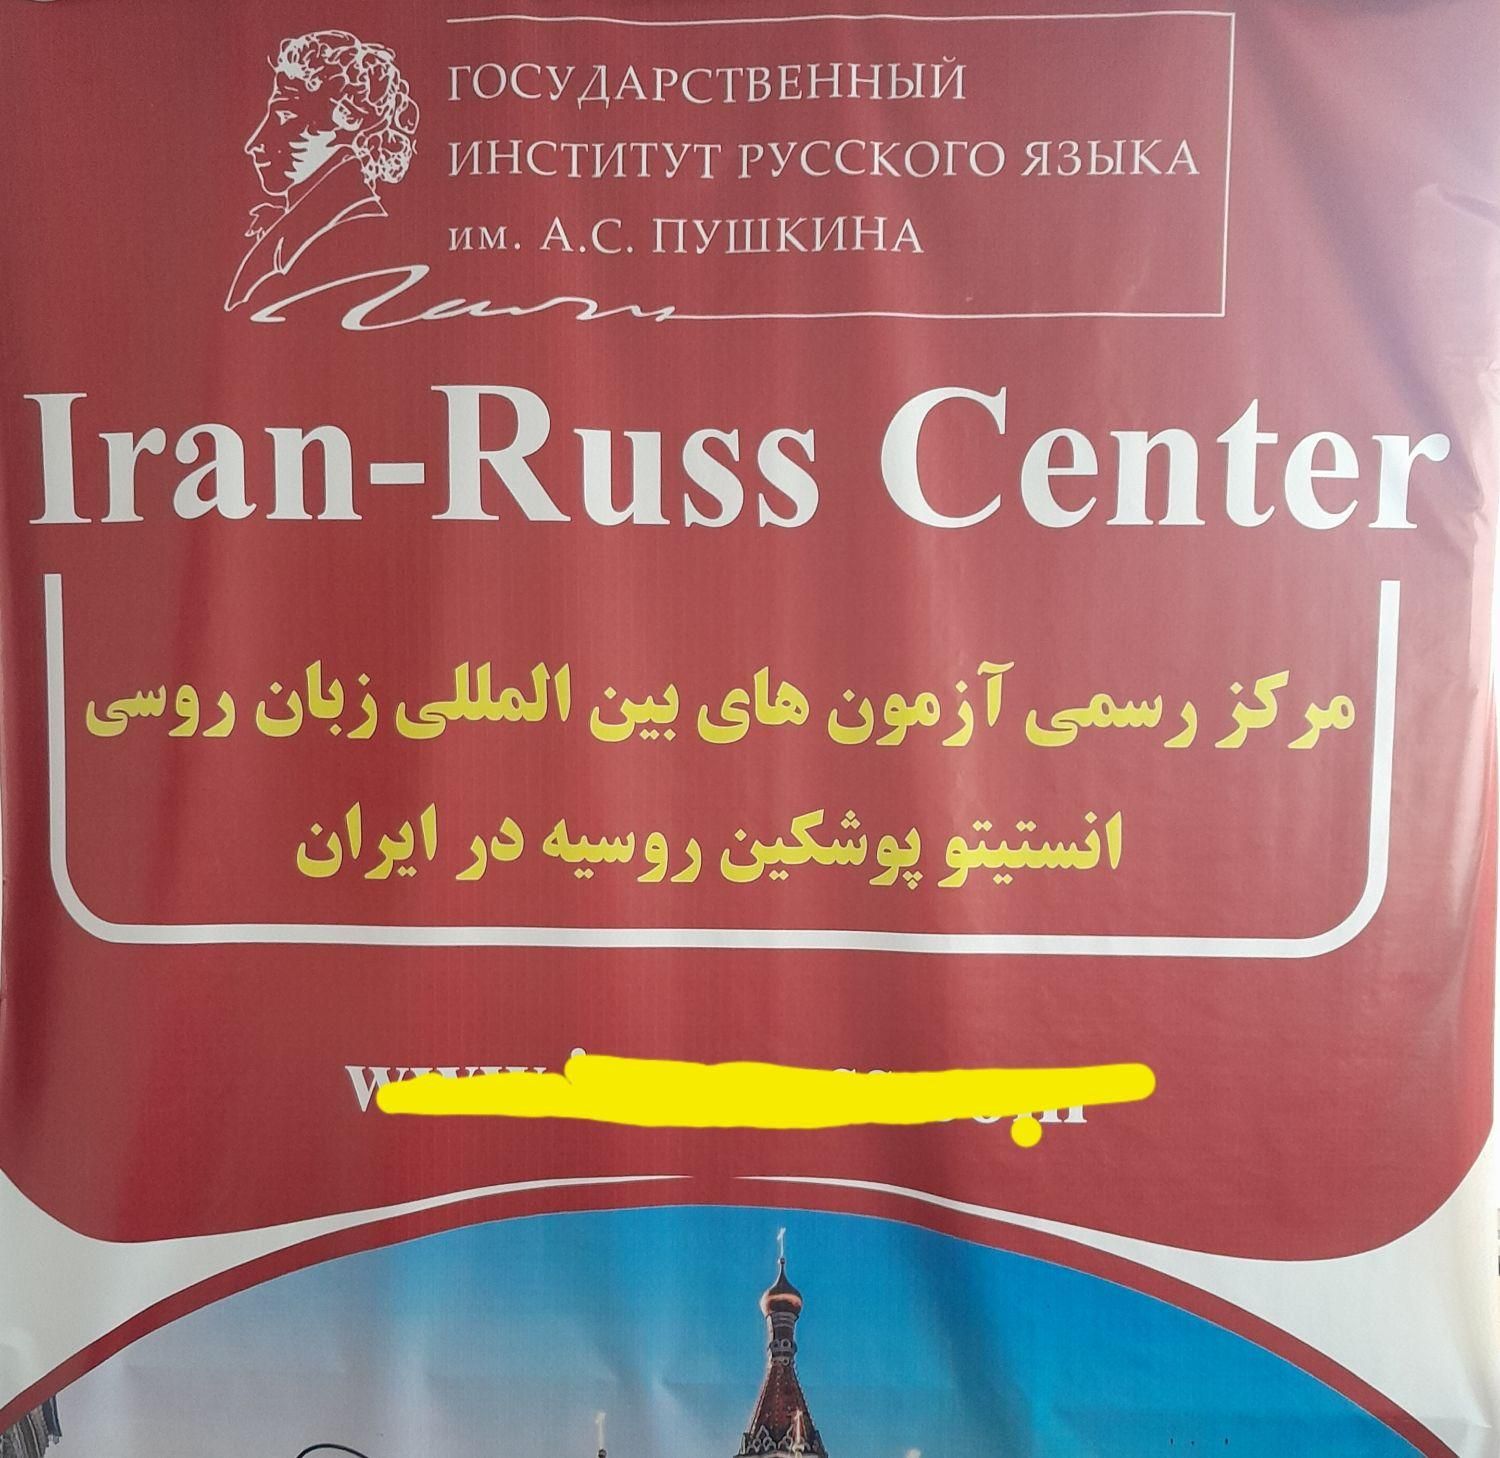 ГОСУДАРСТВЕННЫЙ
ИНСТИТУТ РУССКОГО ЯЗЫКА
им. А.С. ПУШКИНА
Iran-Russ Center
مرکز رسمی آزمون های بین المللی زبان روسی
انستیتو پوشکین روسیه در ایران